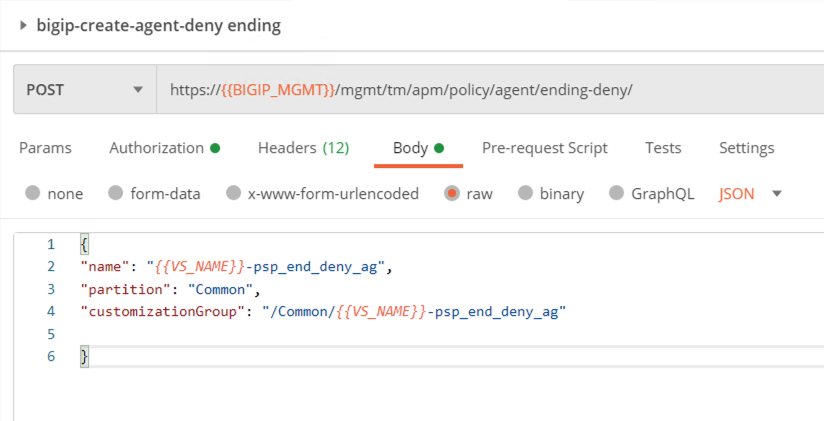 bigip-create-agent-deny ending
POST https://{{BIGIP_MGMT}}/mgmt/tm/apm/policy/agent/ending-deny/
Params Authorization Headers (12) Body Pre-request Script Tests Settings
none form-data x-www-form-urlencoded raw binary GraphQL JSON
1 {
2 "name": "{{VS_NAME}}-psp_end_deny_ag",
3 "partition": "Common",
4 "customizationGroup": "/Common/{{VS_NAME}}-psp_end_deny_ag"
5
6 }